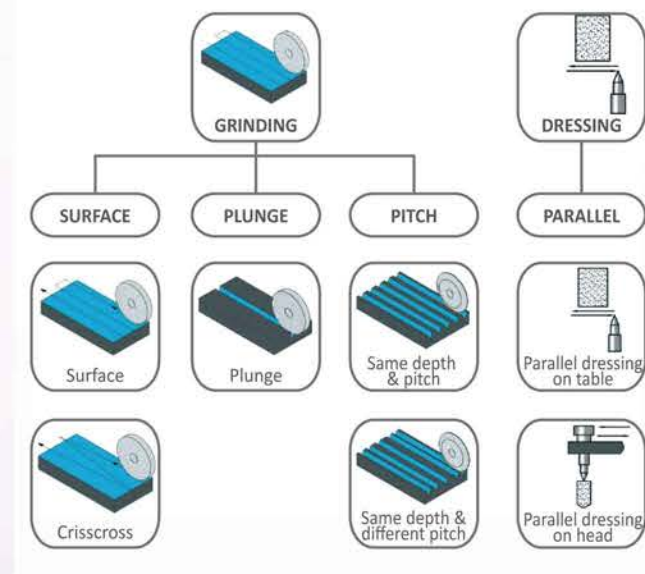 GRINDING
DRESSING
SURFACE
PLUNGE
PITCH
PARALLEL
Surface
Plunge
Same depth
& pitch
Parallel dressing
on table
Crisscross
Same depth &
different pitch
Parallel dressing
on head